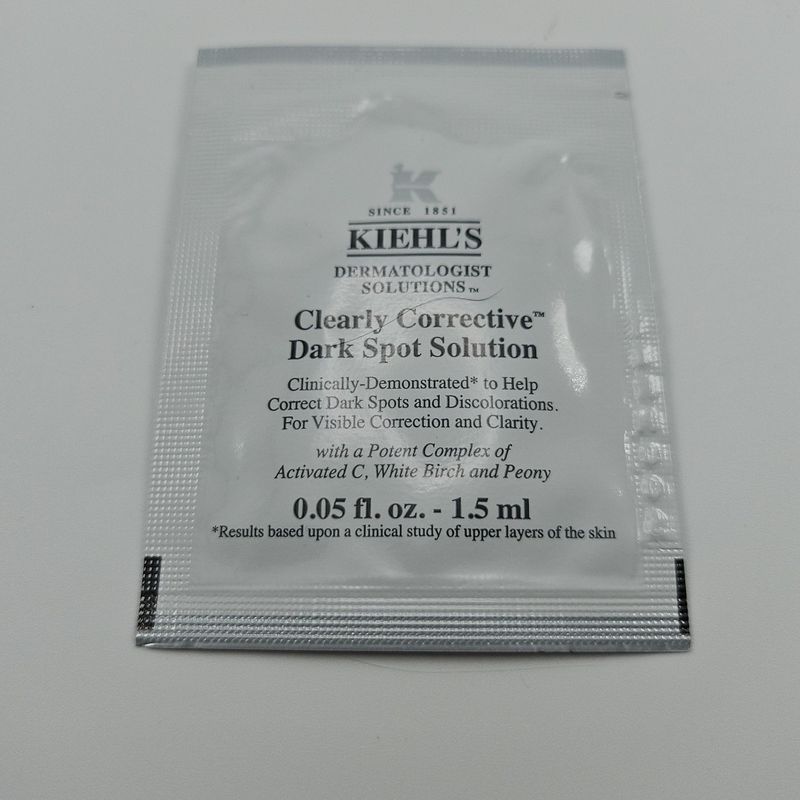 K
SINCE 1851
KIEHL'S
DERMATOLOGIST
SOLUTIONS™
Clearly Corrective™
Dark Spot Solution
Clinically-Demonstrated* to Help
Correct Dark Spots and Discolorations.
For Visible Correction and Clarity.
with a Potent Complex of
Activated C, White Birch and Peony
0.05 fl. oz. - 1.5 ml
*Results based upon a clinical study of upper layers of the skin